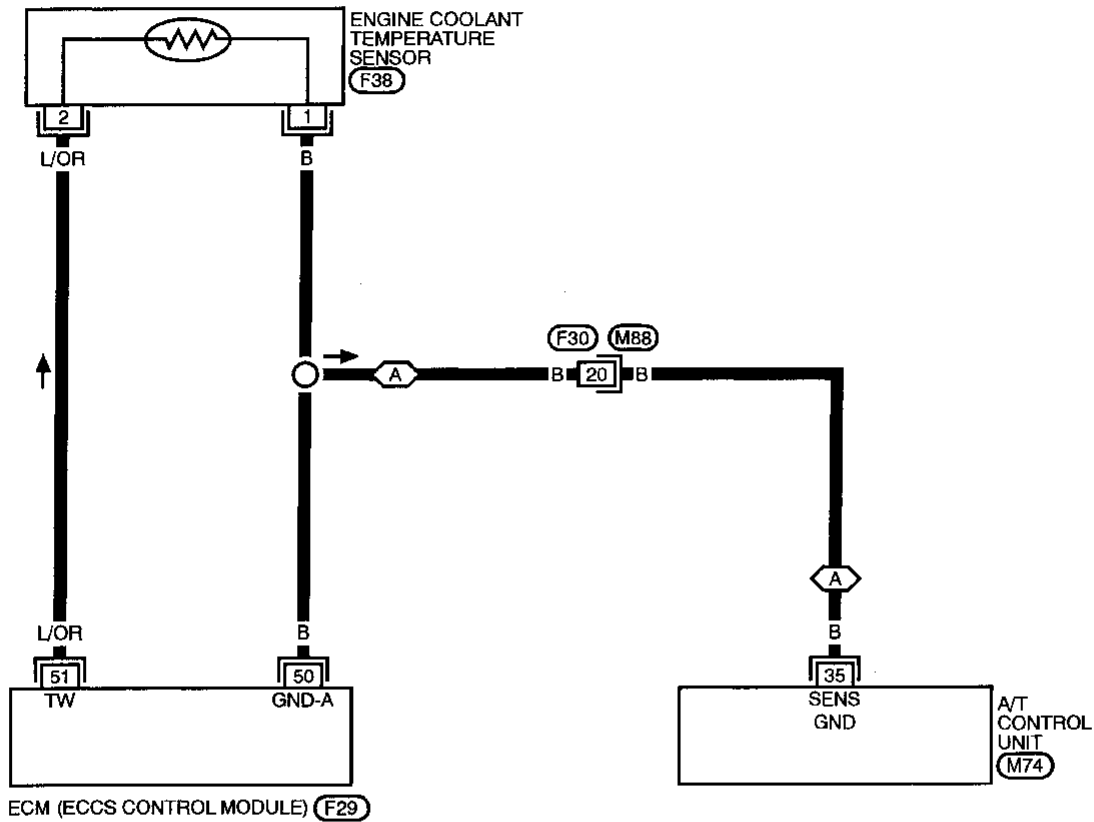 ENGINE COOLANT
TEMPERATURE
SENSOR
F38
2
1
L/OR
B
F30
M88
A
B
20
B
A
L/OR
B
B
51
50
35
TW
GND-A
SENS
GND
A/T
CONTROL
UNIT
M74
ECM (ECCS CONTROL MODULE)
F29